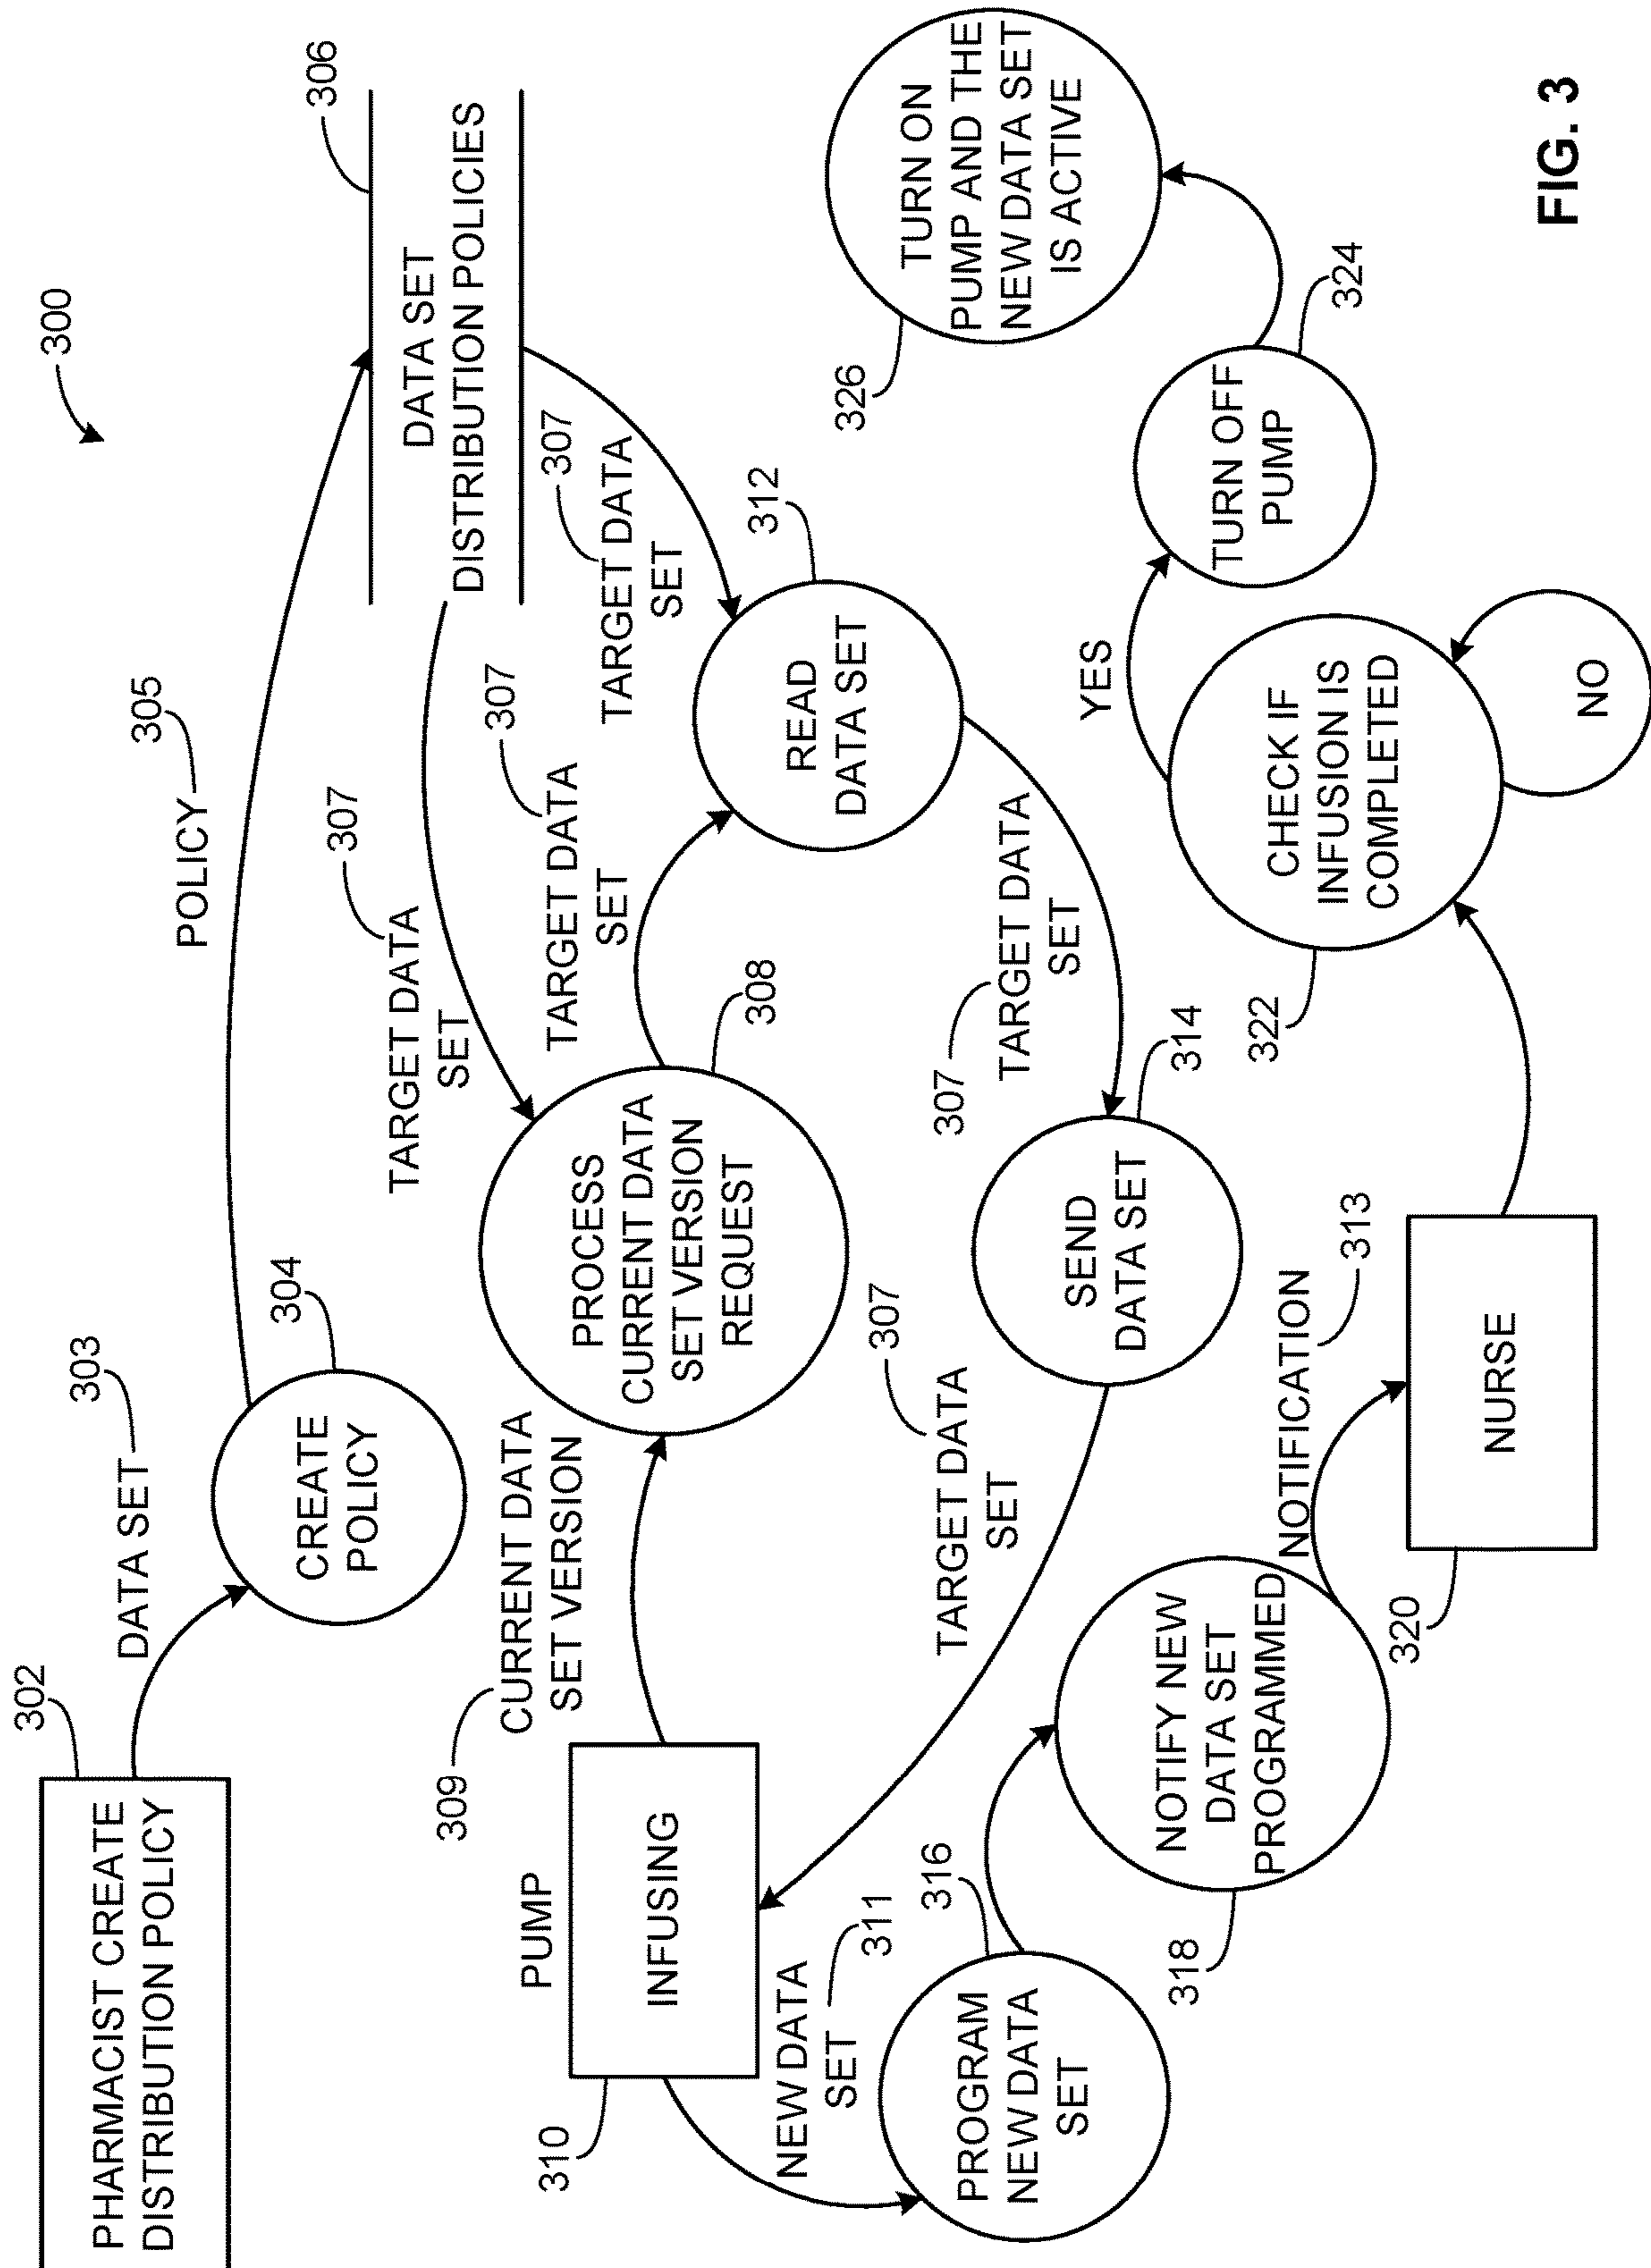 300
302
PHARMACIST CREATE
DISTRIBUTION POLICY
DATA SET
303
304
CREATE
POLICY
POLICY
305
306
DATA SET
DISTRIBUTION POLICIES
307
TARGET DATA
SET
307
TARGET DATA
SET
307
TARGET DATA
SET
309
CURRENT DATA
SET VERSION
PROCESS
CURRENT DATA
SET VERSION
REQUEST
308
312
READ
DATA SET
PUMP
INFUSING
310
307
TARGET DATA
SET
307
TARGET DATA
SET
SEND
DATA SET
314
NEW DATA
SET
311
316
PROGRAM
NEW DATA
SET
318
NOTIFY NEW
DATA SET
PROGRAMMED
NOTIFICATION
313
NURSE
320
322
CHECK IF
INFUSION IS
COMPLETED
NO
YES
TURN OFF
PUMP
324
326
TURN ON
PUMP AND THE
NEW DATA SET
IS ACTIVE
FIG. 3